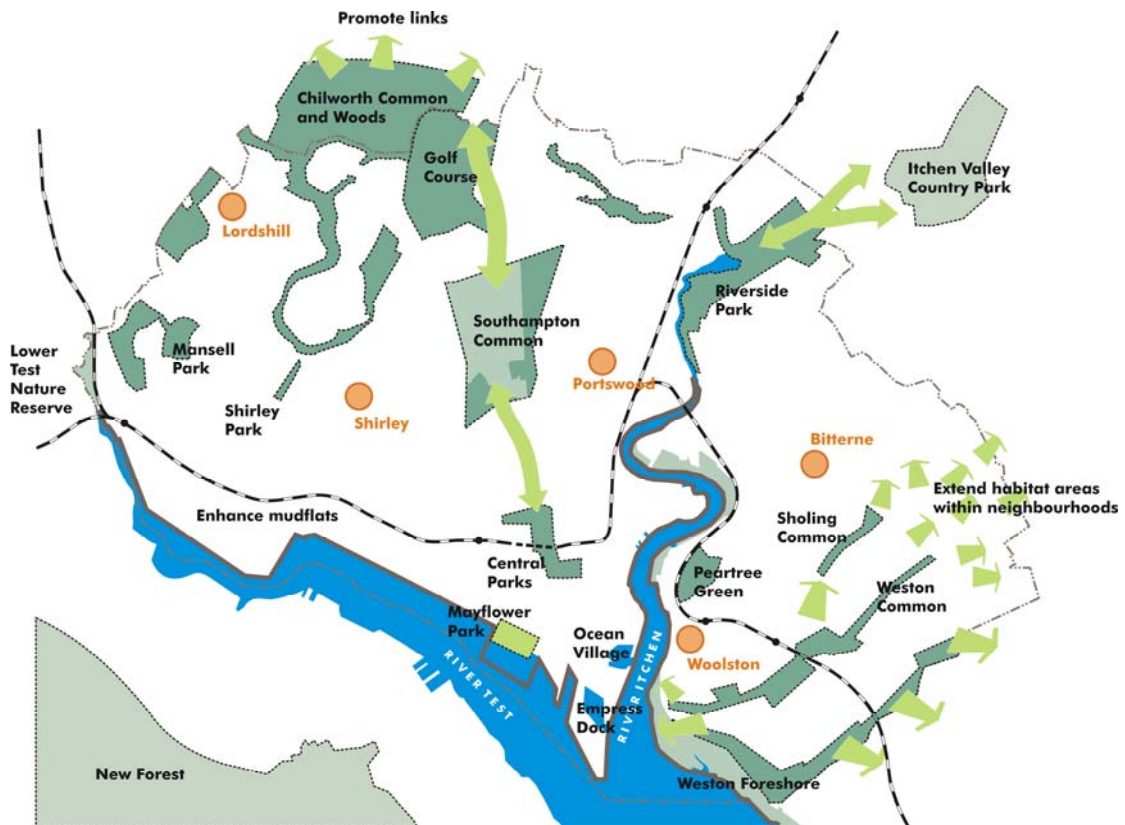 Promote links
Chilworth Common
and Woods
Golf
Course
Itchen Valley
Country Park
Lordshill
Riverside
Park
Southampton
Common
Mansell
Park
Lower
Test
Nature
Reserve
Portswood
Shirley
Park
Shirley
Bitterne
Extend habitat areas
within neighbourhoods
Enhance mudflats
Sholing
Common
Central
Parks
Peartree
Green
Weston
Common
Mayflower
Park
Ocean
Village
Woolston
RIVER TEST
RIVER ITCHEN
Empress
Dock
New Forest
Weston Foreshore